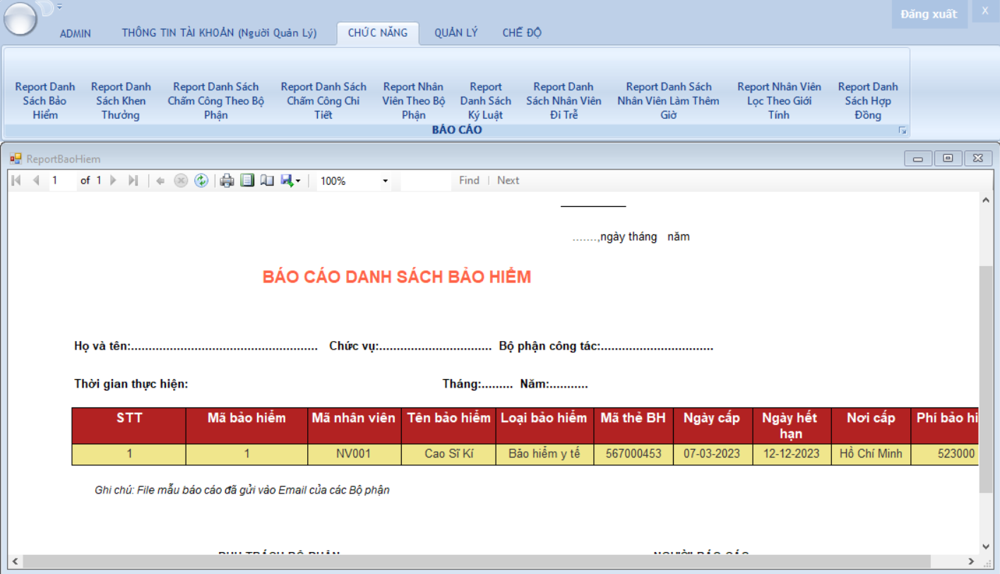 Đăng xuất X
ADMIN THÔNG TIN TÀI KHOẢN (Người Quản Lý) CHỨC NĂNG QUẢN LÝ CHẾ ĐỘ
Report Danh Sách Bảo Hiểm
Report Danh Sách Khen Thưởng
Report Danh Sách Chấm Công Theo Bộ Phận
Report Danh Sách Chấm Công Chi Tiết
Report Nhân Viên Theo Bộ Phận
Report Danh Sách Ký Luật
Report Danh Sách Nhân Viên Đi Trễ
Report Danh Sách Nhân Viên Làm Thêm Giờ
Report Nhân Viên Lọc Theo Giới Tính
Report Danh Sách Hợp Đồng
BÁO CÁO
ReportBaoHiem
1 of 1 100% Find | Next
.......,ngày tháng năm
BÁO CÁO DANH SÁCH BẢO HIỂM
Họ và tên:..................................................... Chức vụ:................................ Bộ phận công tác:................................
Thời gian thực hiện: Tháng:......... Năm:...........
STT Mã bảo hiểm Mã nhân viên Tên bảo hiểm Loại bảo hiểm Mã thẻ BH Ngày cấp Ngày hết hạn Nơi cấp Phí bảo hi
1 1 NV001 Cao Sĩ Kí Bảo hiểm y tế 567000453 07-03-2023 12-12-2023 Hồ Chí Minh 523000
Ghi chú: File mẫu báo cáo đã gửi vào Email của các Bộ phận